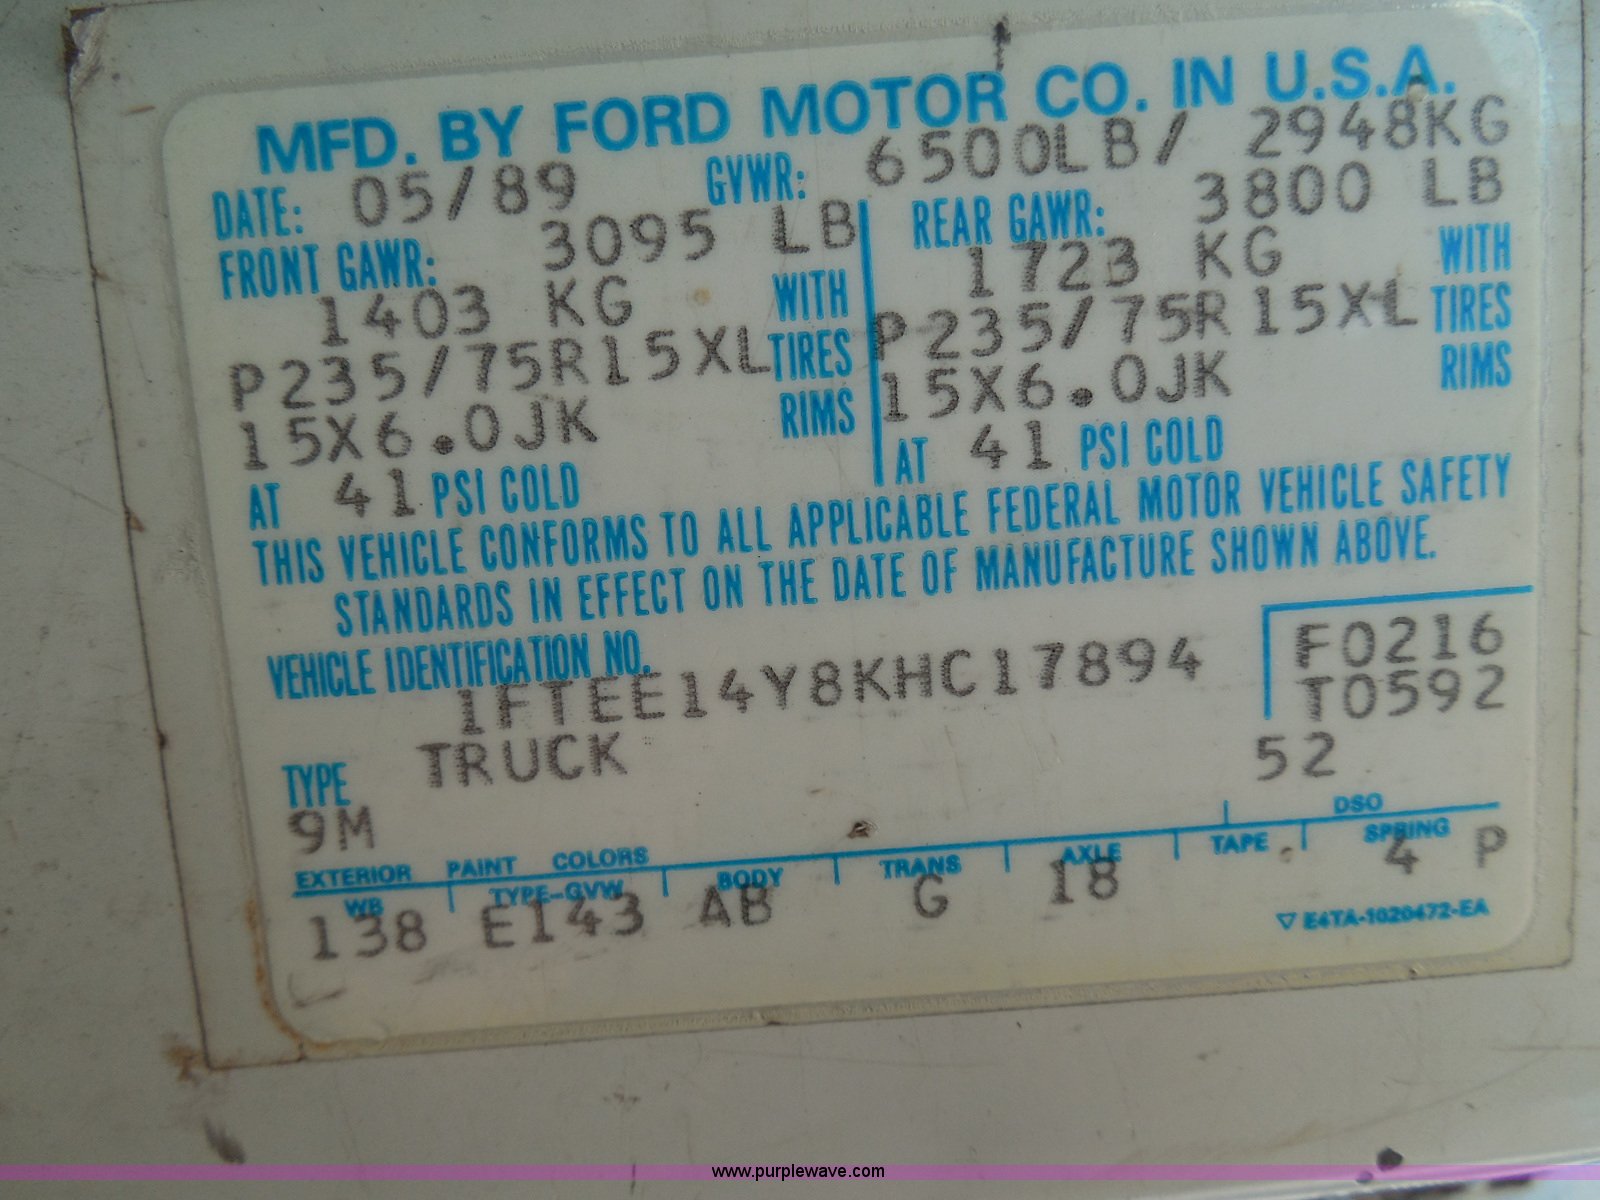 MFD. BY FORD MOTOR CO. IN U.S.A.
DATE: 05/89 GVWR: 6500LB/ 2948KG
FRONT GAWR: 3095 LB
1403 KG WITH
P235/75R15XL TIRES
15X6.0JK RIMS
AT 41 PSI COLD
REAR GAWR: 3800 LB
1723 KG WITH
P235/75R15XL TIRES
15X6.0JK RIMS
AT 41 PSI COLD
THIS VEHICLE CONFORMS TO ALL APPLICABLE FEDERAL MOTOR VEHICLE SAFETY
STANDARDS IN EFFECT ON THE DATE OF MANUFACTURE SHOWN ABOVE.
VEHICLE IDENTIFICATION NO.
1FTEE14Y8KHC17894
F0216
T0592
TYPE TRUCK
52
9M
EXTERIOR PAINT COLORS DSO
WB TYPE-GVW BODY TRANS AXLE TAPE SPRING
138 E143 AB G 18 4 P
▽ E4TA-1020472-EA
www.purplewave.com